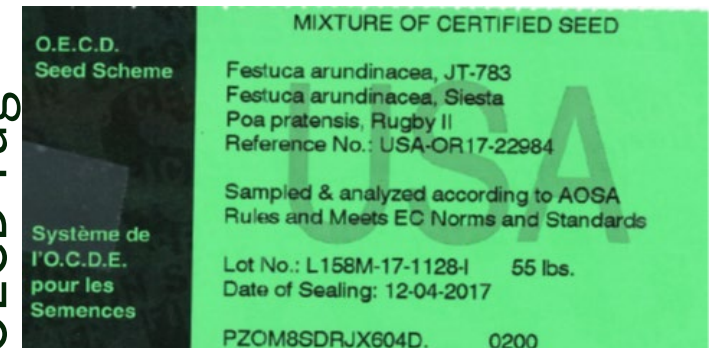 MIXTURE OF CERTIFIED SEED
O.E.C.D.
Seed Scheme
Festuca arundinacea, JT-783
Festuca arundinacea, Siesta
Poa pratensis, Rugby II
Reference No.: USA-OR17-22984
USA
Sampled & analyzed according to AOSA
Rules and Meets EC Norms and Standards
Système de
l'O.C.D.E.
pour les
Semences
Lot No.: L158M-17-1128-I 55 lbs.
Date of Sealing: 12-04-2017
PZOM8SDRJX604D. 0200